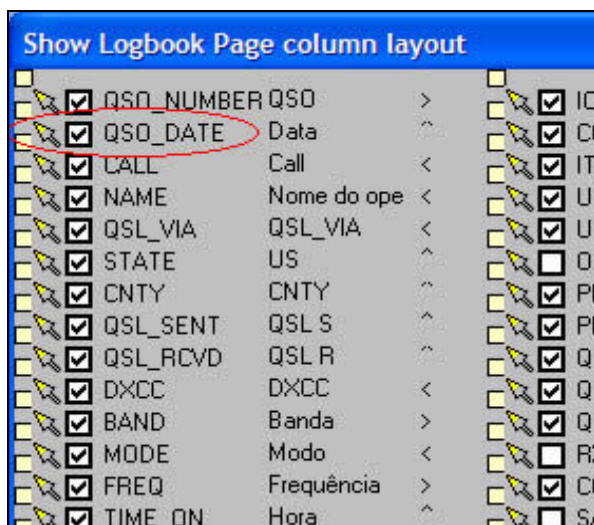 Show Logbook Page column layout
QSO_NUMBER QSO >
QSO_DATE Data ^
CALL Call <
NAME Nome do ope <
QSL_VIA QSL_VIA <
STATE US ^
CNTY CNTY ^
QSL_SENT QSL S ^
QSL_RCVD QSL R ^
DXCC DXCC <
BAND Banda >
MODE Modo <
FREQ Frequência >
TIME_ON Hora ^